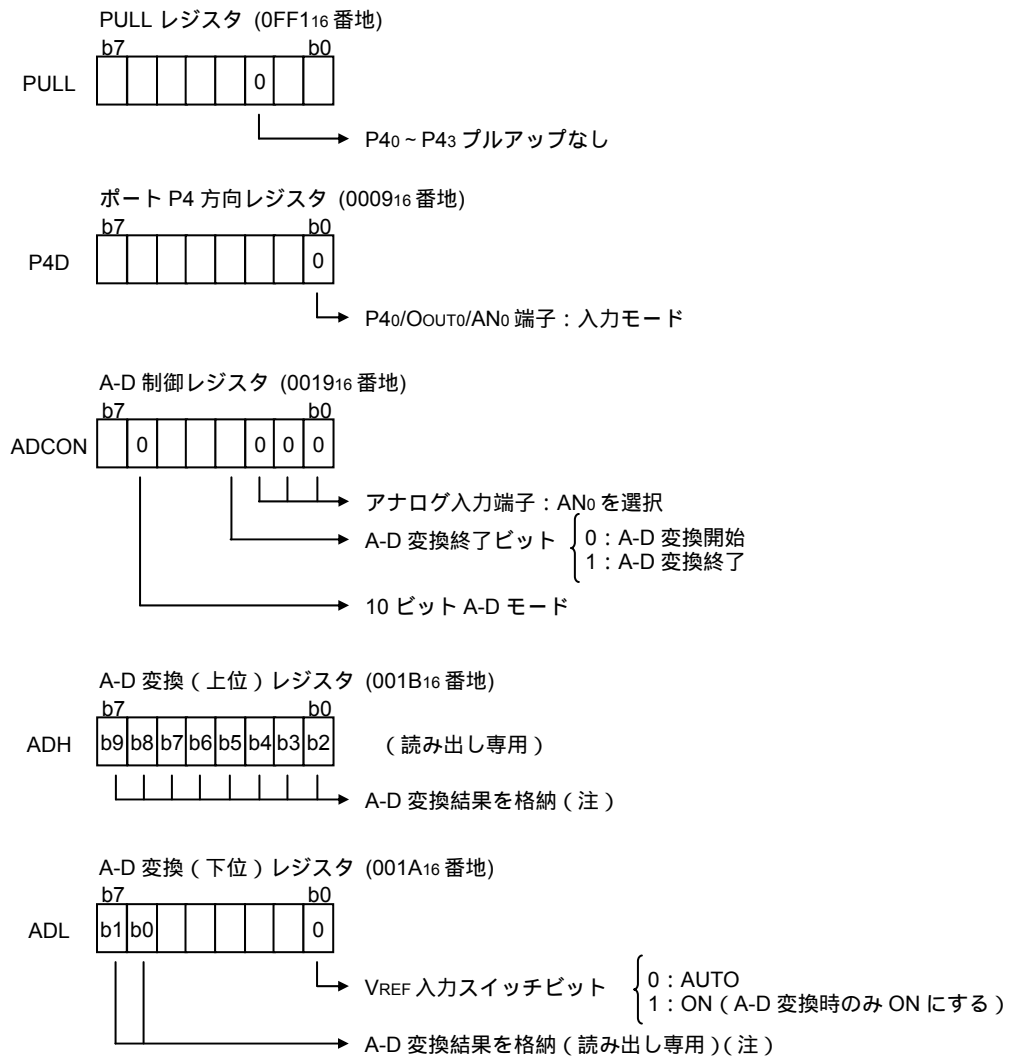 PULL レジスタ (0FF116 番地)
b7 b0
PULL 0
P40 ~ P43 プルアップなし
ポート P4 方向レジスタ (000916 番地)
b7 b0
P4D 0
P40/OOUT0/AN0 端子：入力モード
A-D 制御レジスタ (001916 番地)
b7 b0
ADCON 0 0 0 0
アナログ入力端子：AN0 を選択
A-D 変換終了ビット 0：A-D 変換開始
1：A-D 変換終了
10 ビット A-D モード
A-D 変換（上位）レジスタ (001B16 番地)
b7 b0
ADH b9 b8 b7 b6 b5 b4 b3 b2 （読み出し専用）
A-D 変換結果を格納（注）
A-D 変換（下位）レジスタ (001A16 番地)
b7 b0
ADL b1 b0 0
VREF 入力スイッチビット 0：AUTO
1：ON（A-D 変換時のみ ON にする）
A-D 変換結果を格納（読み出し専用）（注）